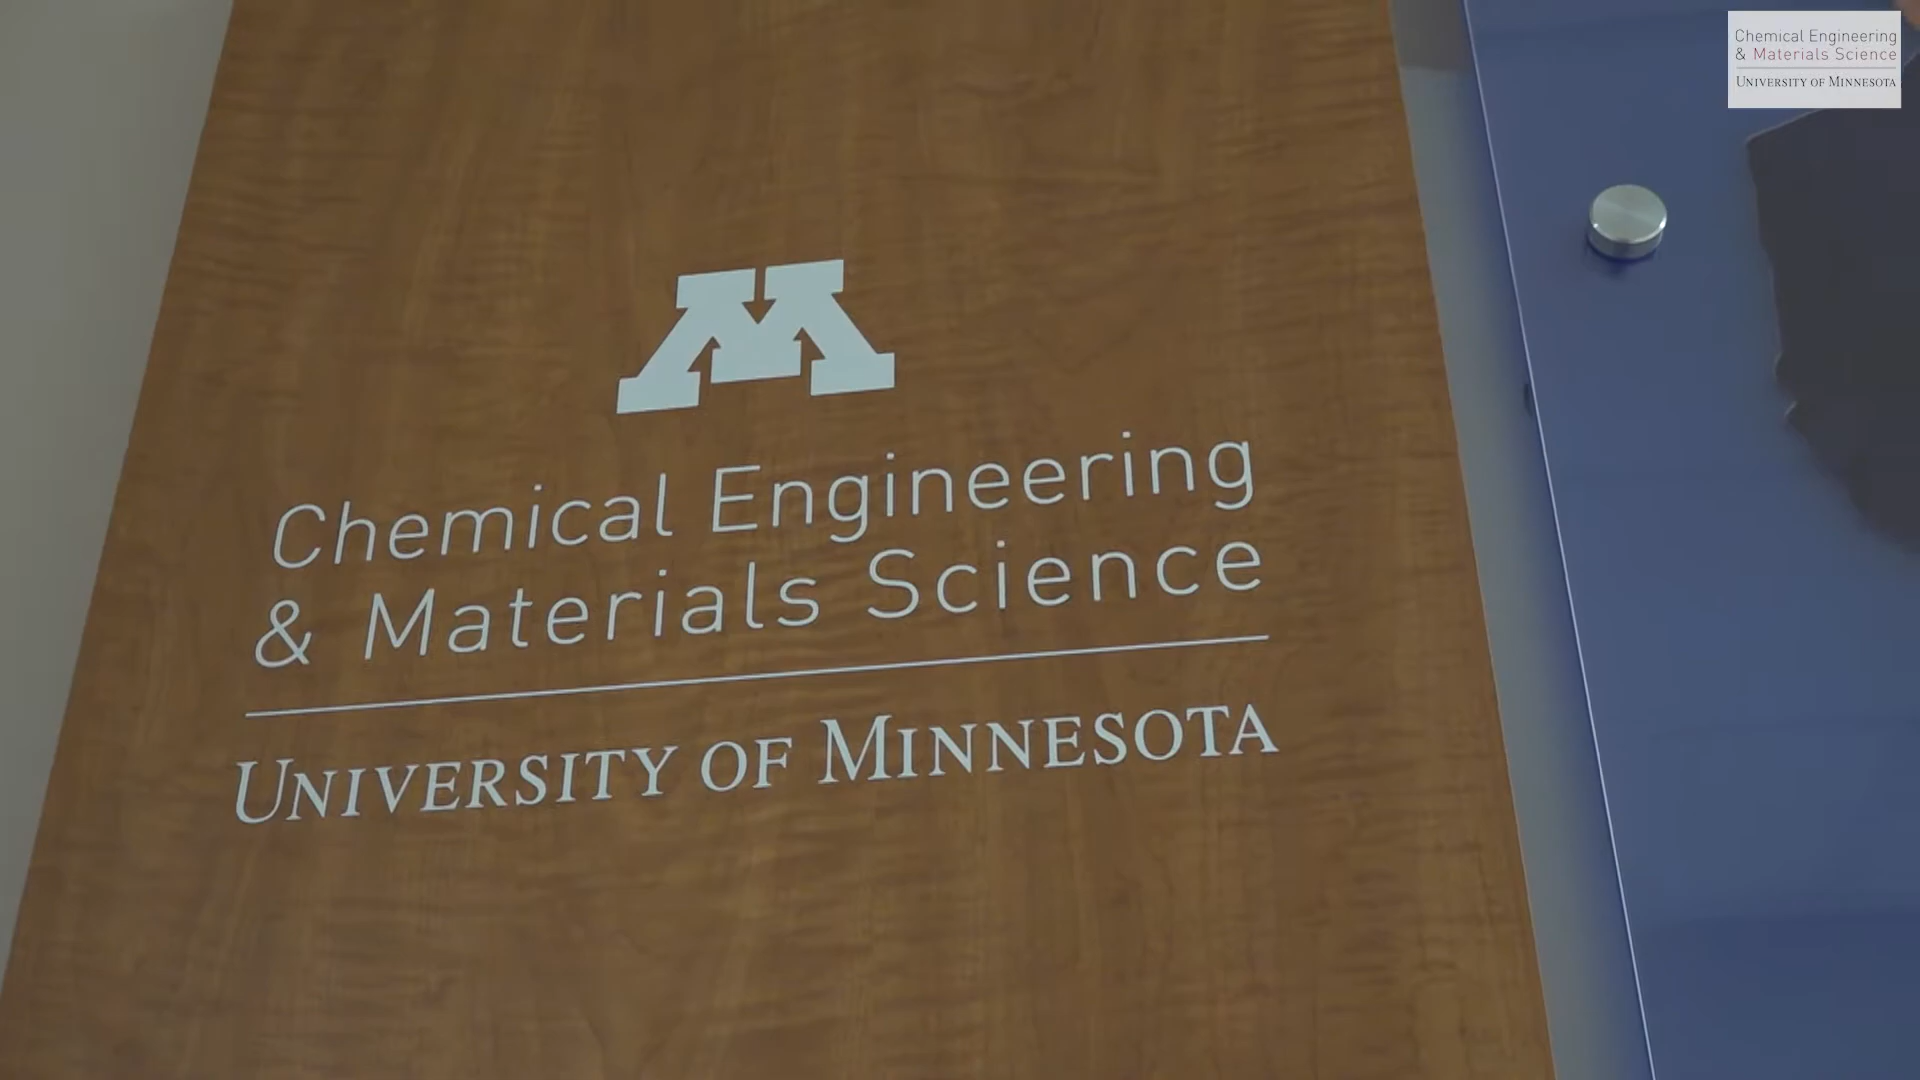 Chemical Engineering
& Materials Science
UNIVERSITY OF MINNESOTA
M
Chemical Engineering
& Materials Science
UNIVERSITY OF MINNESOTA